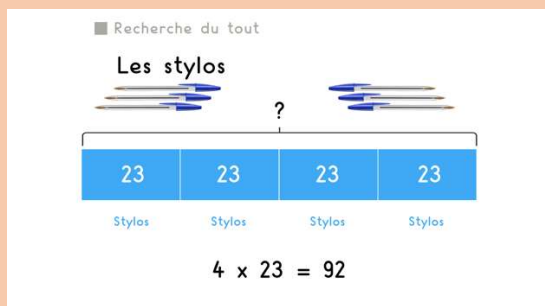 Recherche du tout
Les stylos
?
23 23 23 23
Stylos Stylos Stylos Stylos
4 x 23 = 92